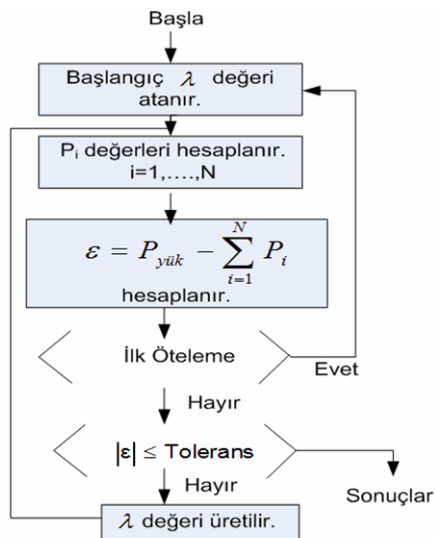 Başla
Başlangıç λ değeri
atanır.
Pi değerleri hesaplanır.
i=1,....,N
ε = Pyük − ∑ Pi
N
i=1
hesaplanır.
İlk Öteleme
Evet
Hayır
|ε| ≤ Tolerans
Hayır
Sonuçlar
λ değeri üretilir.